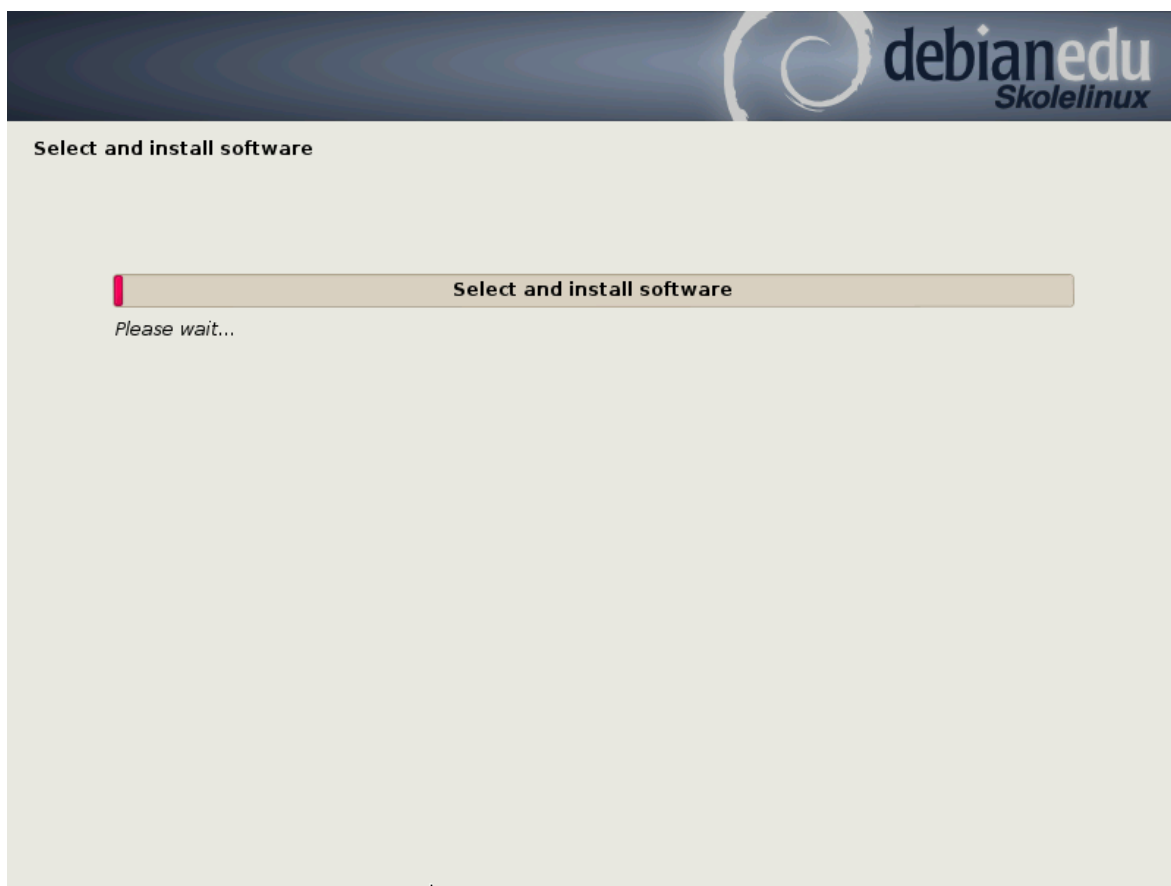 debianedu
Skolelinux
Select and install software
Select and install software
Please wait...